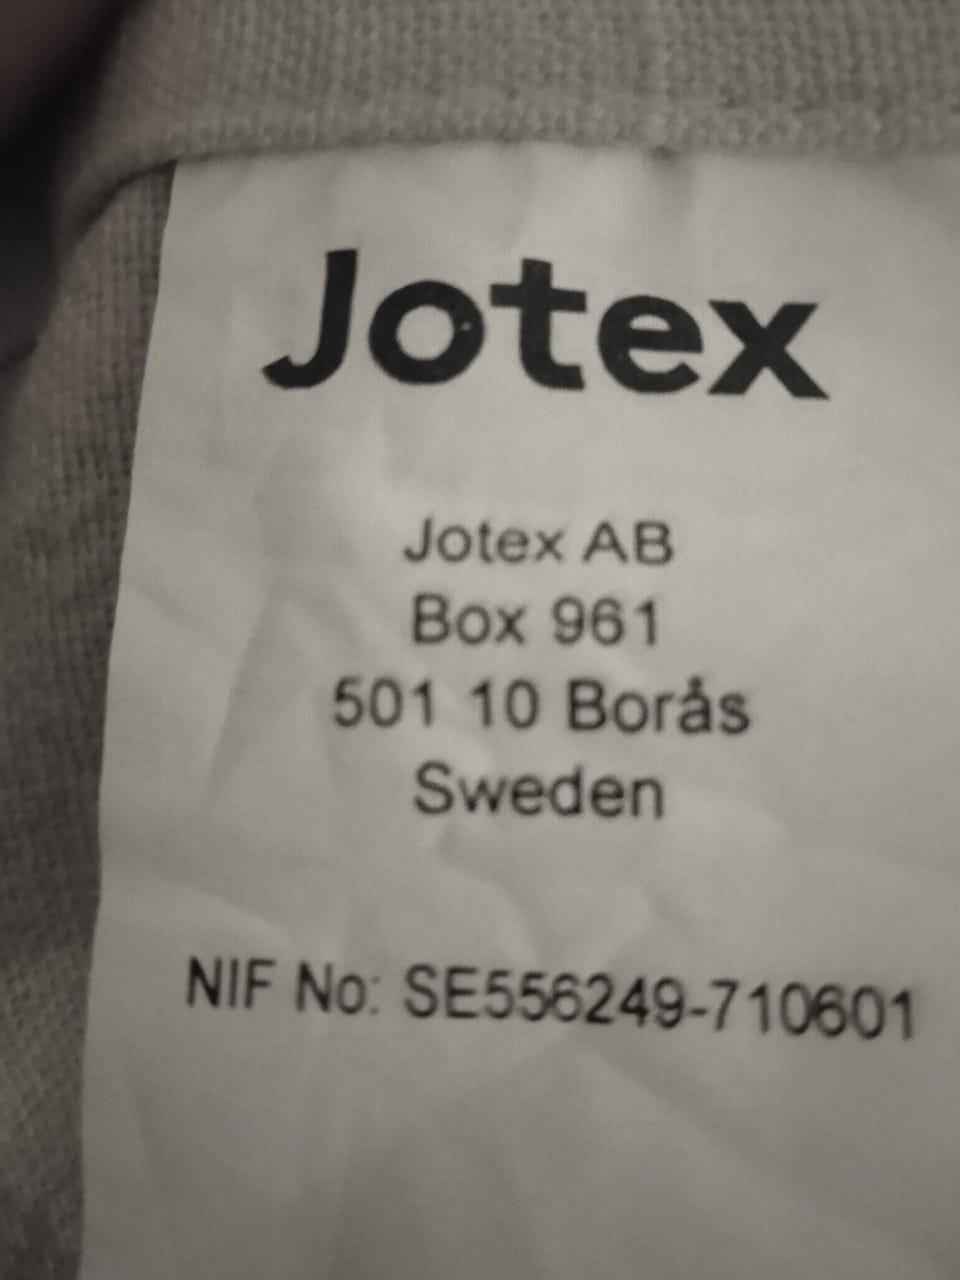 Jotex
Jotex AB
Box 961
501 10 Borås
Sweden
NIF No: SE556249-710601